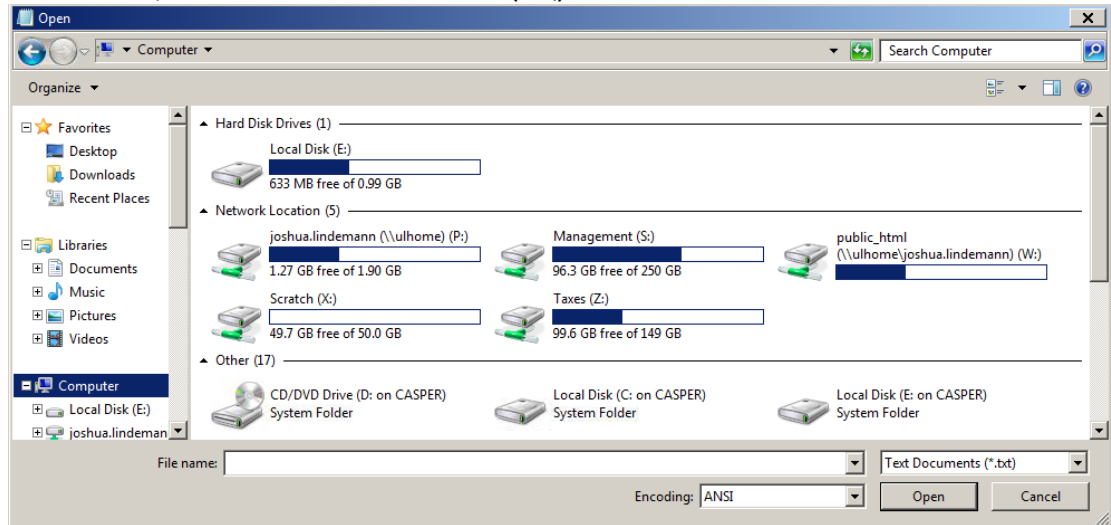 Open
Computer
Search Computer
Organize
Favorites
Desktop
Downloads
Recent Places
Libraries
Documents
Music
Pictures
Videos
Computer
Local Disk (E:)
joshua.lindeman
Hard Disk Drives (1)
Local Disk (E:)
633 MB free of 0.99 GB
Network Location (5)
joshua.lindemann (\\ulhome) (P:)
1.27 GB free of 1.90 GB
Management (S:)
96.3 GB free of 250 GB
public_html
(\\ulhome\joshua.lindemann) (W:)
Scratch (X:)
49.7 GB free of 50.0 GB
Taxes (Z:)
99.6 GB free of 149 GB
Other (17)
CD/DVD Drive (D: on CASPER)
System Folder
Local Disk (C: on CASPER)
System Folder
Local Disk (E: on CASPER)
System Folder
File name:
Text Documents (*.txt)
Encoding: ANSI
Open
Cancel